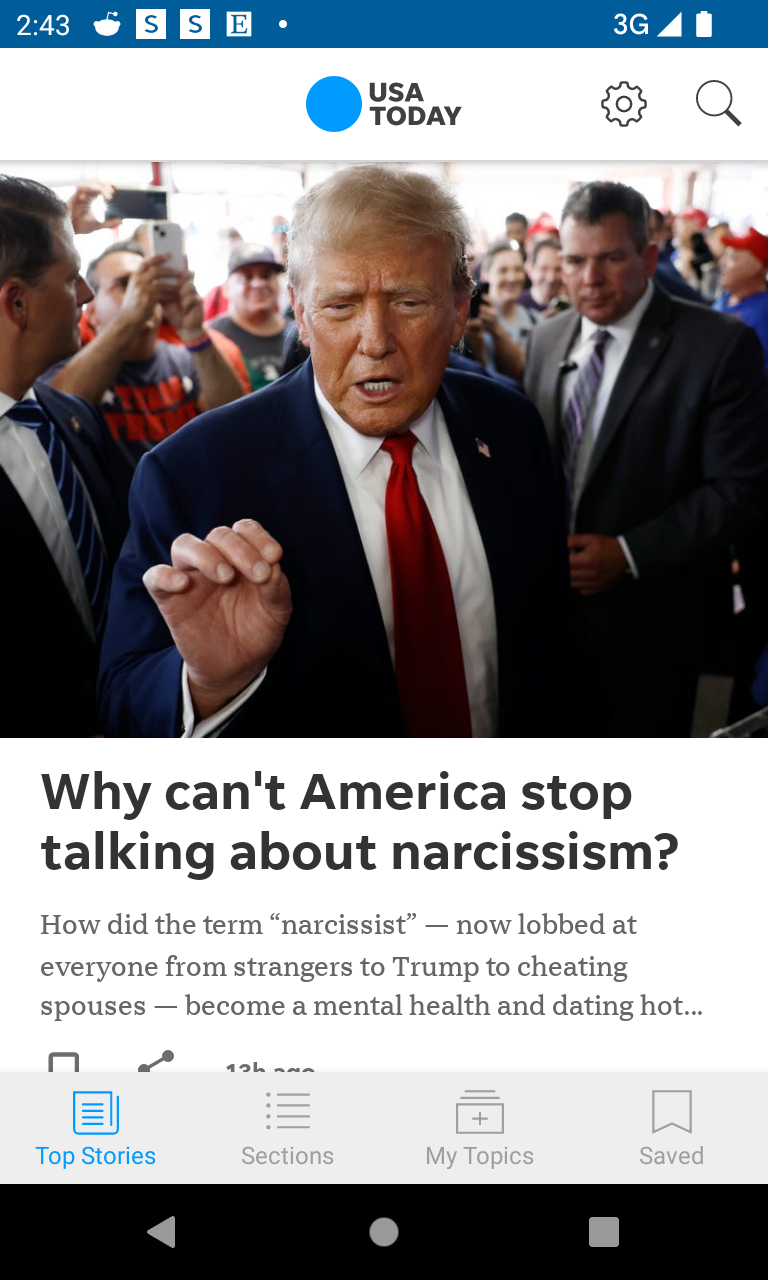 2:43
S
S
E
3G
USA
TODAY
Why can't America stop
talking about narcissism?
How did the term “narcissist” — now lobbed at
everyone from strangers to Trump to cheating
spouses — become a mental health and dating hot...
13h ago
Top Stories
Sections
My Topics
Saved